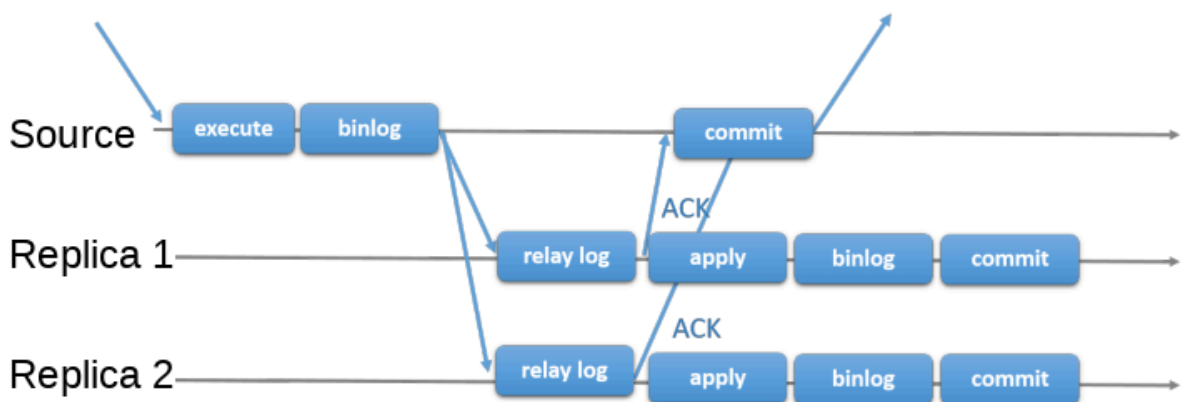 Source execute binlog commit
ACK
Replica 1 relay log apply binlog commit
ACK
Replica 2 relay log apply binlog commit